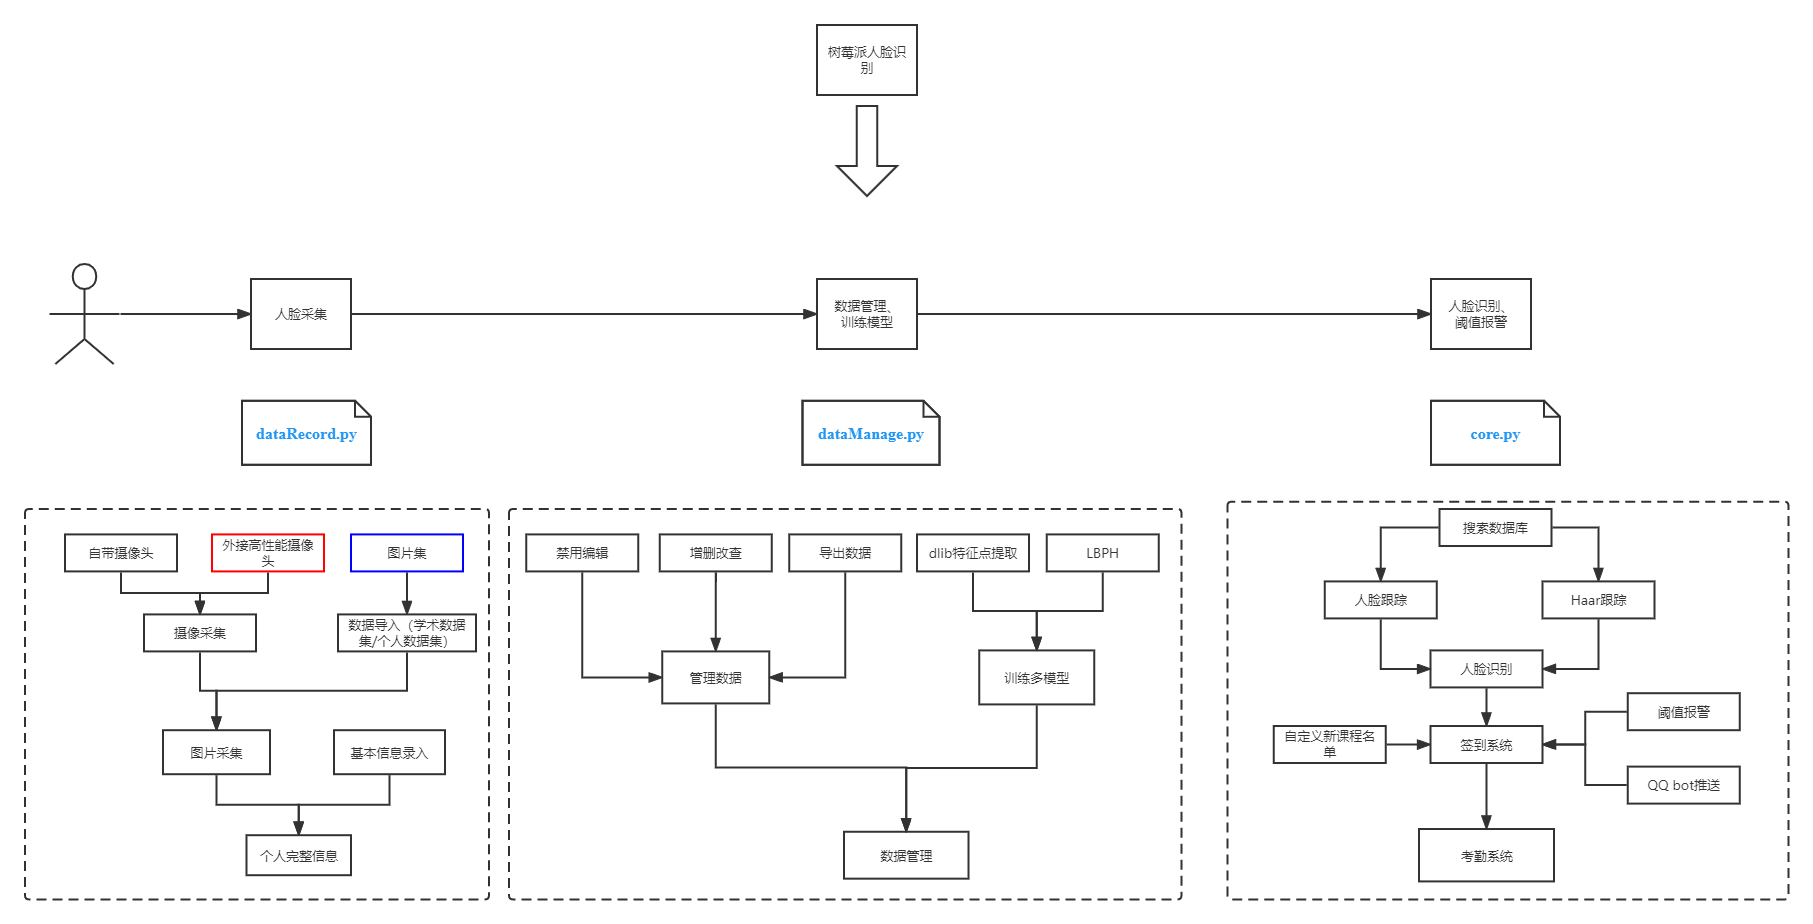 树莓派人脸识
别
人脸采集
数据管理、
训练模型
人脸识别、
阈值报警
dataRecord.py
dataManage.py
core.py
自带摄像头
外接高性能摄像
头
图片集
摄像采集
数据导入（学术数据
集/个人数据集）
图片采集
基本信息录入
个人完整信息
禁用编辑
增删改查
导出数据
dlib特征点提取
LBPH
管理数据
训练多模型
数据管理
搜索数据库
人脸跟踪
Haar跟踪
人脸识别
阈值报警
自定义新课程名
单
签到系统
QQ bot推送
考勤系统